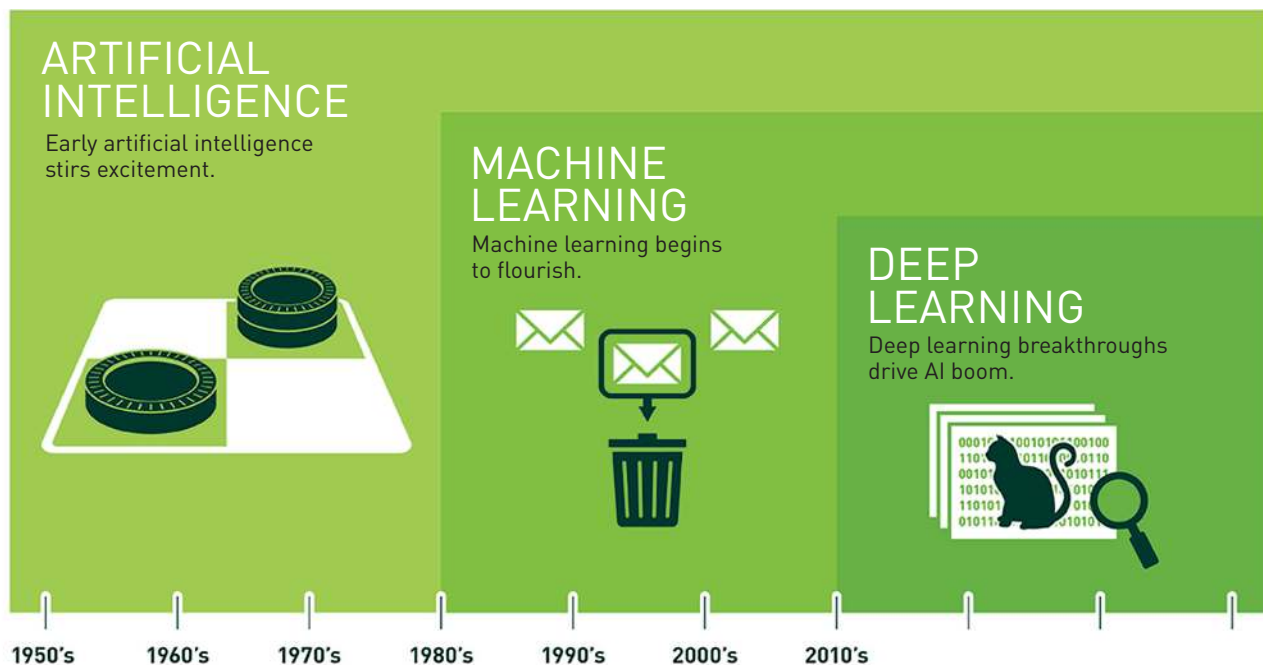 ARTIFICIAL
INTELLIGENCE
Early artificial intelligence
stirs excitement.
MACHINE
LEARNING
Machine learning begins
to flourish.
DEEP
LEARNING
Deep learning breakthroughs
drive AI boom.
1950's 1960's 1970's 1980's 1990's 2000's 2010's